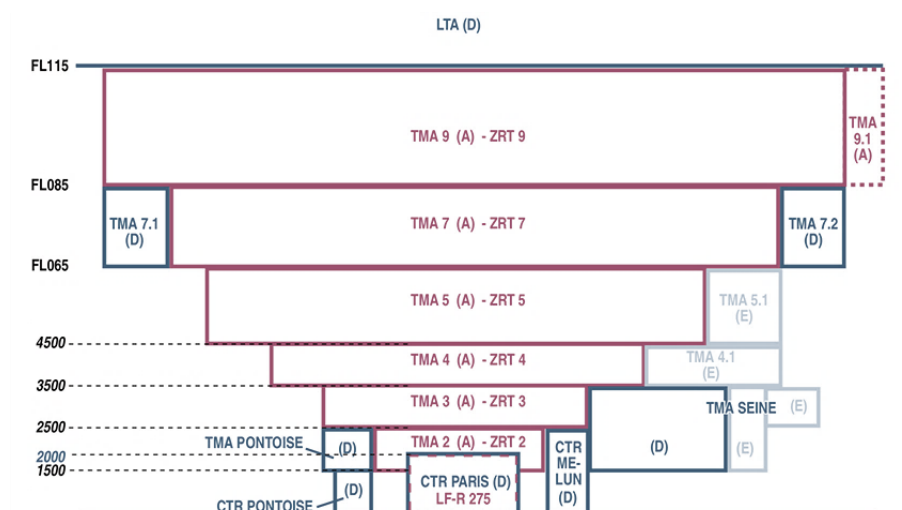 LTA (D)
FL115
TMA 9 (A) - ZRT 9
TMA
9.1
(A)
FL085
TMA 7.1
(D)
TMA 7 (A) - ZRT 7
TMA 7.2
(D)
FL065
TMA 5 (A) - ZRT 5
TMA 5.1
(E)
4500
TMA 4 (A) - ZRT 4
TMA 4.1
(E)
3500
TMA 3 (A) - ZRT 3
TMA SEINE
(E)
2500
TMA PONTOISE
(D)
TMA 2 (A) - ZRT 2
CTR
ME-
LUN
(D)
(D)
(E)
2000
1500
CTR PARIS (D)
LF-R 275
(D)
CTR PONTOISE